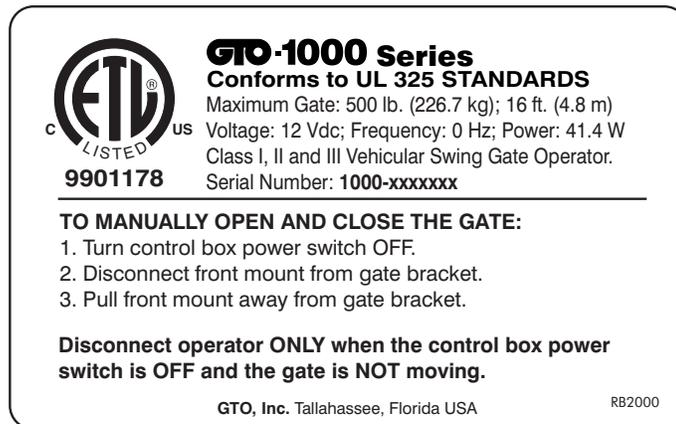 GTO-1000 Series
Conforms to UL 325 STANDARDS
Maximum Gate: 500 lb. (226.7 kg); 16 ft. (4.8 m)
Voltage: 12 Vdc; Frequency: 0 Hz; Power: 41.4 W
Class I, II and III Vehicular Swing Gate Operator.
Serial Number: 1000-xxxxxxx
ETL ®
C US
LISTED
9901178
TO MANUALLY OPEN AND CLOSE THE GATE:
1. Turn control box power switch OFF.
2. Disconnect front mount from gate bracket.
3. Pull front mount away from gate bracket.
Disconnect operator ONLY when the control box power
switch is OFF and the gate is NOT moving.
GTO, Inc. Tallahassee, Florida USA
RB2000